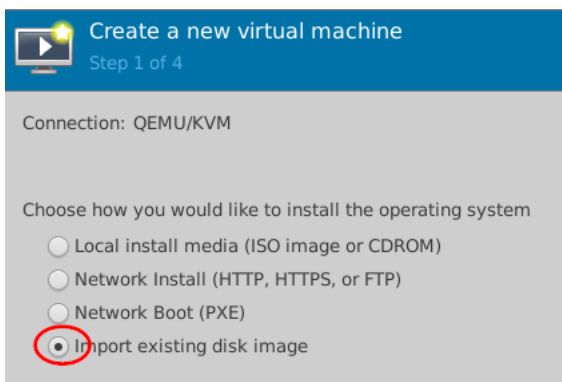 Create a new virtual machine
Step 1 of 4
Connection: QEMU/KVM
Choose how you would like to install the operating system
Local install media (ISO image or CDROM)
Network Install (HTTP, HTTPS, or FTP)
Network Boot (PXE)
Import existing disk image